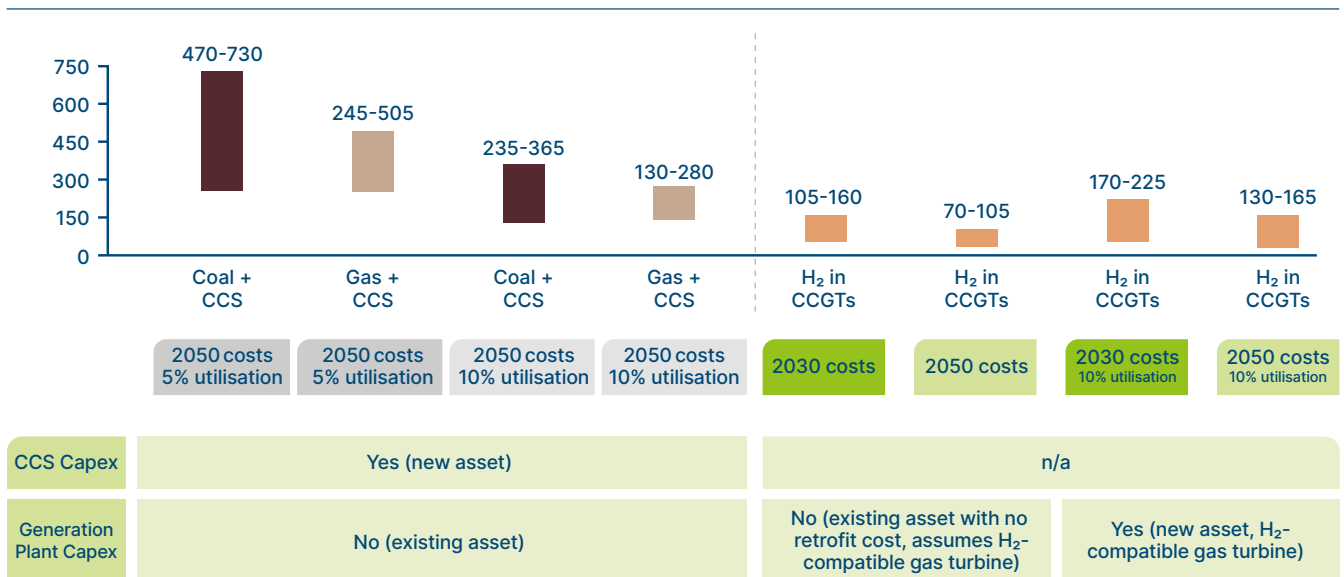 750
600
450
300
150
0
470-730
245-505
235-365
130-280
105-160
70-105
170-225
130-165
Coal +
CCS
Gas +
CCS
Coal +
CCS
Gas +
CCS
H₂ in
CCGTs
H₂ in
CCGTs
H₂ in
CCGTs
H₂ in
CCGTs
2050 costs
5% utilisation
2050 costs
5% utilisation
2050 costs
10% utilisation
2050 costs
10% utilisation
2030 costs
2050 costs
2030 costs
10% utilisation
2050 costs
10% utilisation
CCS Capex
Yes (new asset)
n/a
Generation
Plant Capex
No (existing asset)
No (existing asset with no
retrofit cost, assumes H₂-
compatible gas turbine)
Yes (new asset, H₂-
compatible gas turbine)